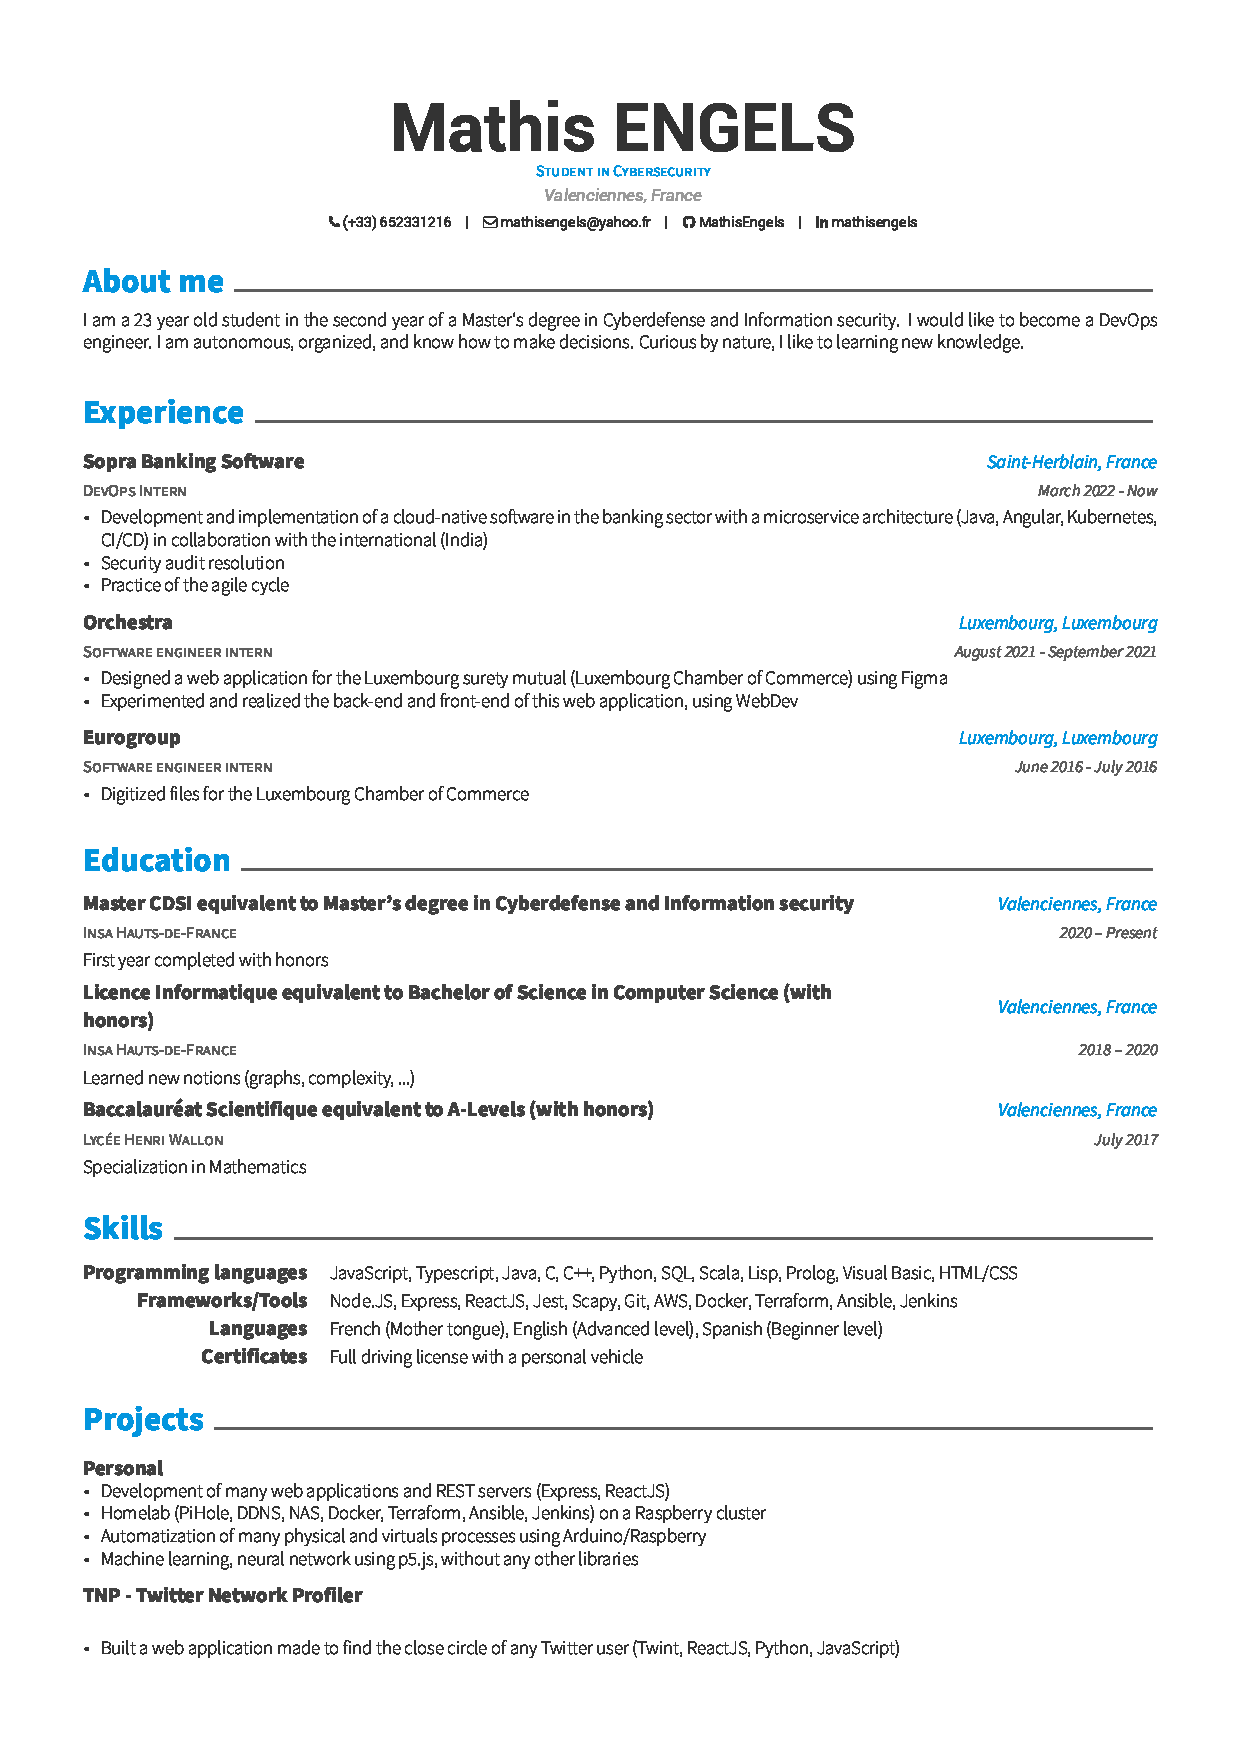 Mathis ENGELS
Student in Cybersecurity
Valenciennes, France
(+33) 652331216 | mathisengels@yahoo.fr | MathisEngels | mathisengels
About me
I am a 23 year old student in the second year of a Master's degree in Cyberdefense and Information security. I would like to become a DevOps
engineer. I am autonomous, organized, and know how to make decisions. Curious by nature, I like to learning new knowledge.
Experience
Sopra Banking Software Saint-Herblain, France
DevOps Intern March 2022 - Now
• Development and implementation of a cloud-native software in the banking sector with a microservice architecture (Java, Angular, Kubernetes,
CI/CD) in collaboration with the international (India)
• Security audit resolution
• Practice of the agile cycle
Orchestra Luxembourg, Luxembourg
Software engineer intern August 2021 - September 2021
• Designed a web application for the Luxembourg surety mutual (Luxembourg Chamber of Commerce) using Figma
• Experimented and realized the back-end and front-end of this web application, using WebDev
Eurogroup Luxembourg, Luxembourg
Software engineer intern June 2016 - July 2016
• Digitized files for the Luxembourg Chamber of Commerce
Education
Master CDSI equivalent to Master’s degree in Cyberdefense and Information security Valenciennes, France
Insa Hauts-de-France 2020 – Present
First year completed with honors
Licence Informatique equivalent to Bachelor of Science in Computer Science (with
honors) Valenciennes, France
Insa Hauts-de-France 2018 – 2020
Learned new notions (graphs, complexity, ...)
Baccalauréat Scientifique equivalent to A-Levels (with honors) Valenciennes, France
Lycée Henri Wallon July 2017
Specialization in Mathematics
Skills
Programming languages JavaScript, Typescript, Java, C, C++, Python, SQL, Scala, Lisp, Prolog, Visual Basic, HTML/CSS
Frameworks/Tools Node.JS, Express, ReactJS, Jest, Scapy, Git, AWS, Docker, Terraform, Ansible, Jenkins
Languages French (Mother tongue), English (Advanced level), Spanish (Beginner level)
Certificates Full driving license with a personal vehicle
Projects
Personal
• Development of many web applications and REST servers (Express, ReactJS)
• Homelab (PiHole, DDNS, NAS, Docker, Terraform, Ansible, Jenkins) on a Raspberry cluster
• Automatization of many physical and virtuals processes using Arduino/Raspberry
• Machine learning, neural network using p5.js, without any other libraries
TNP - Twitter Network Profiler
• Built a web application made to find the close circle of any Twitter user (Twint, ReactJS, Python, JavaScript)